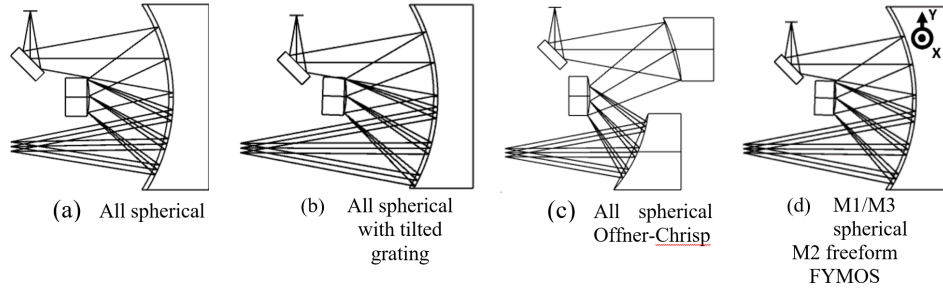 Y
X
(a) All spherical
(b) All spherical
with tilted
grating
(c) All spherical
Offner-Chrisp
(d) M1/M3
spherical
M2 freeform
FYMOS